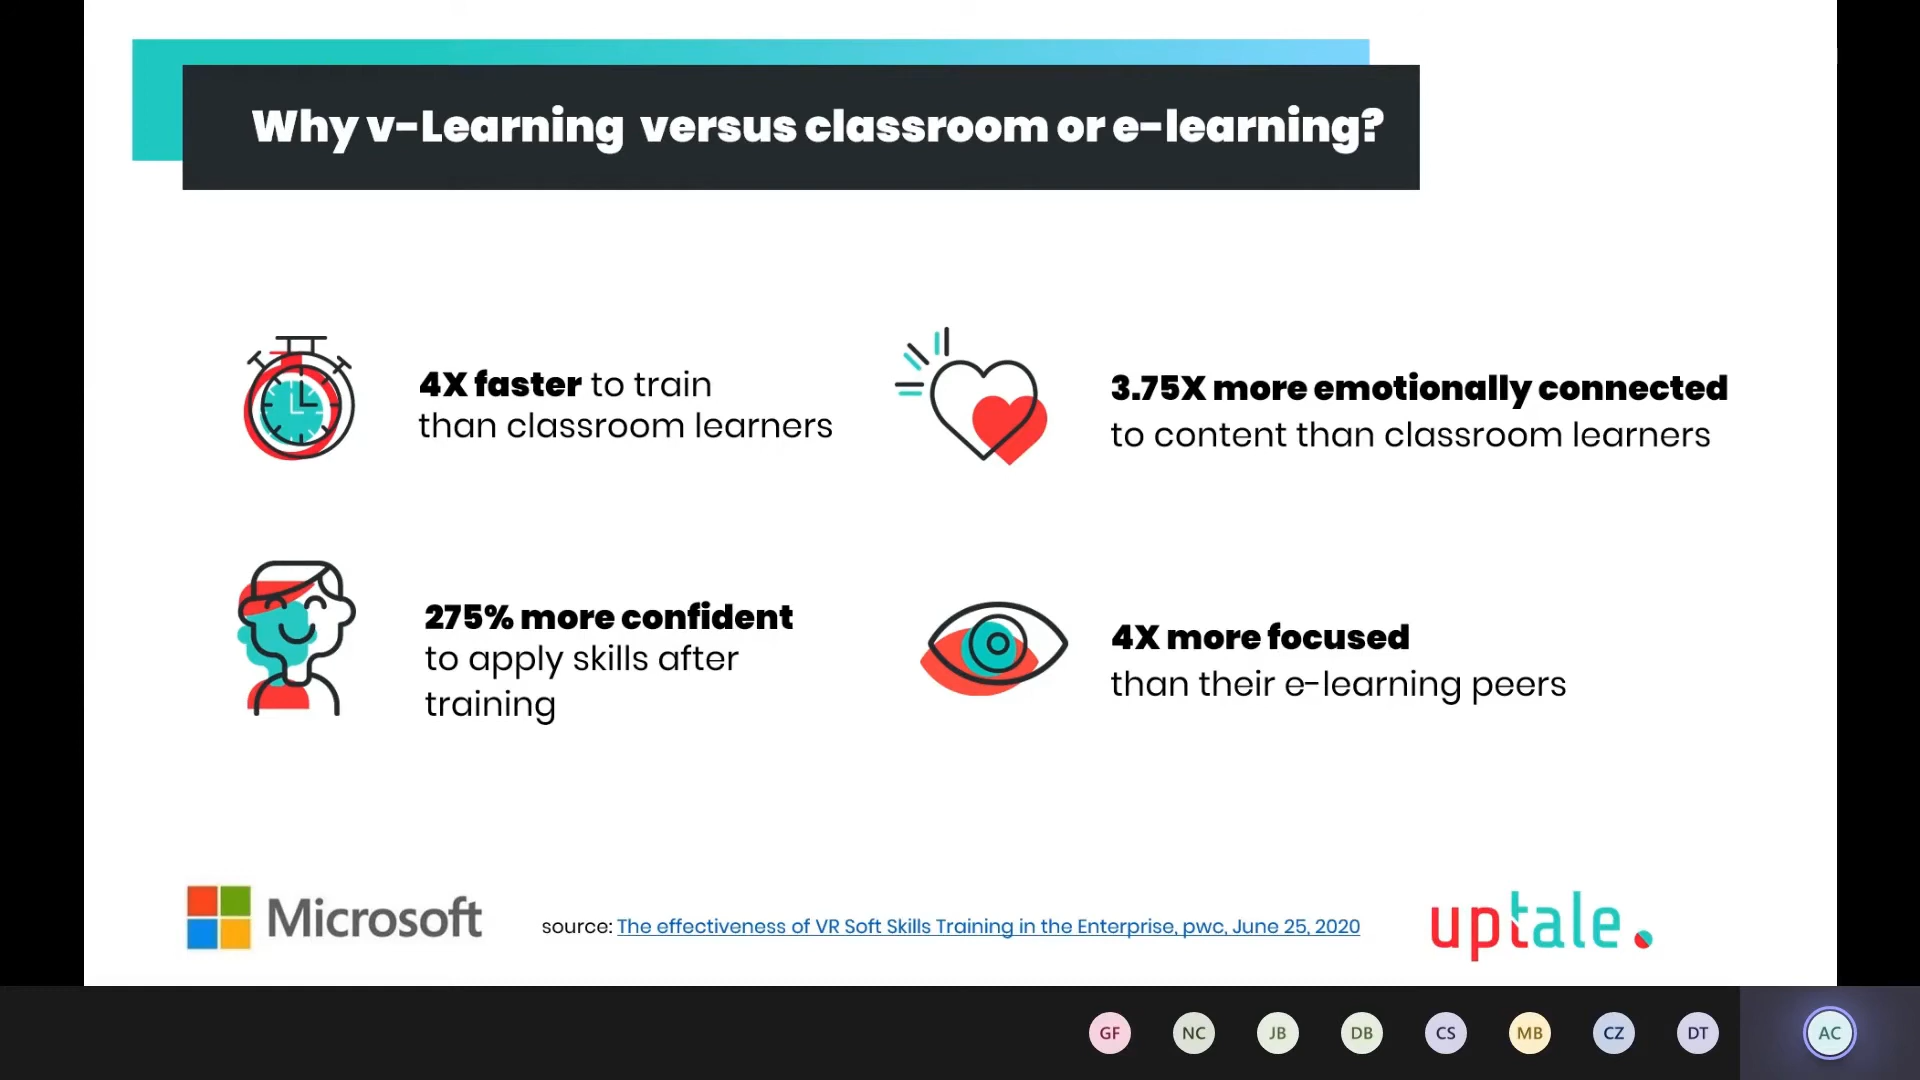 Why v-Learning versus classroom or e-learning?
4X faster to train
than classroom learners
3.75X more emotionally connected
to content than classroom learners
275% more confident
to apply skills after
training
4X more focused
than their e-learning peers
Microsoft
source: The effectiveness of VR Soft Skills Training in the Enterprise, pwc, June 25, 2020
uptale.
GF NC JB DB CS MB CZ DT AC